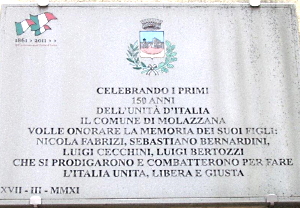 1861 > 2011 > >
CELEBRANDO I PRIMI
150 ANNI
DELL'UNITÀ D'ITALIA
IL COMUNE DI MOLAZZANA
VOLLE ONORARE LA MEMORIA DEI SUOI FIGLI:
NICOLA FABRIZI, SEBASTIANO BERNARDINI,
LUIGI CECCHINI, LUIGI BERTOZZI
CHE SI PRODIGARONO E COMBATTERONO PER FARE
L'ITALIA UNITA, LIBERA E GIUSTA
XVII - III - MMXI